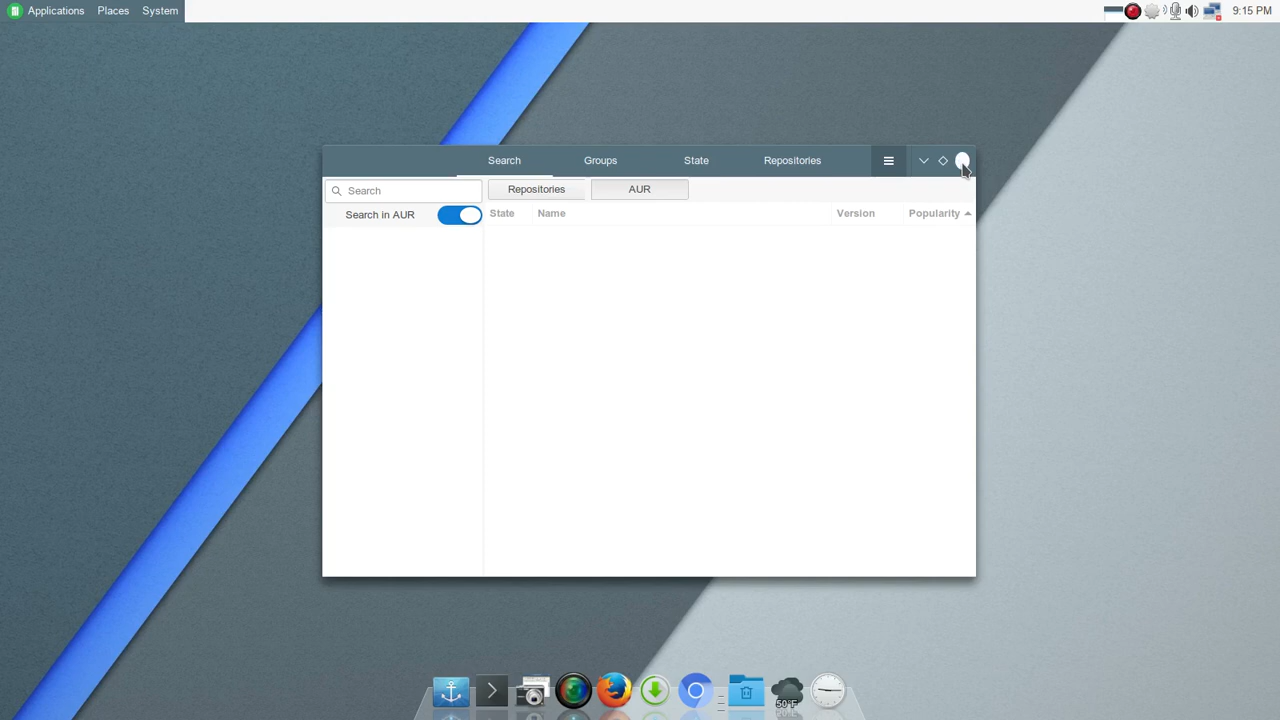 Applications Places System 9:15 PM
Search Groups State Repositories
Search Repositories AUR
Search in AUR State Name Version Popularity
50°F